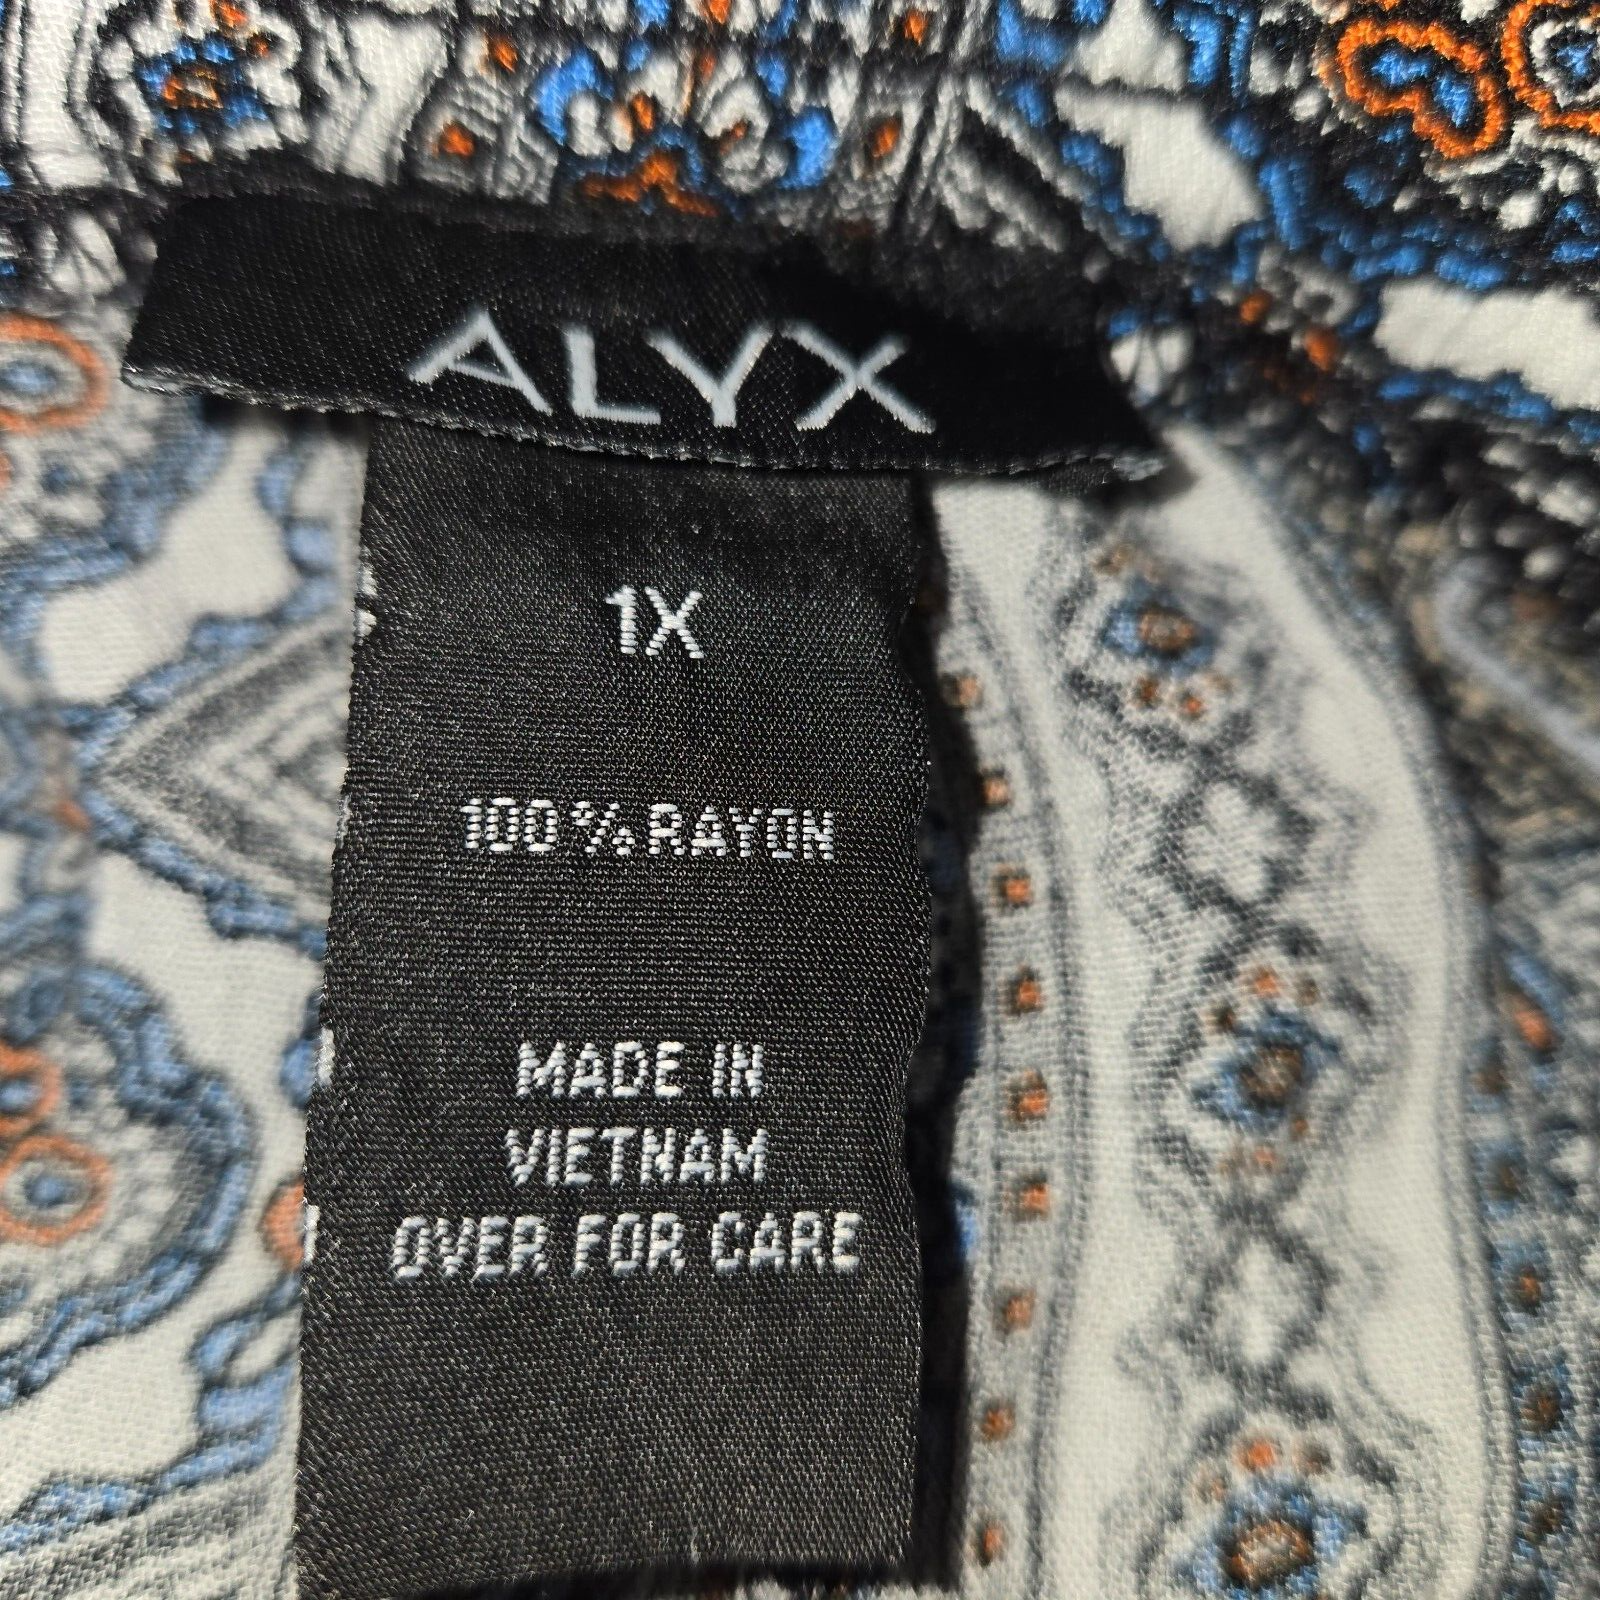 ALYX
1X
100% RAYON
MADE IN
VIETNAM
OVER FOR CARE